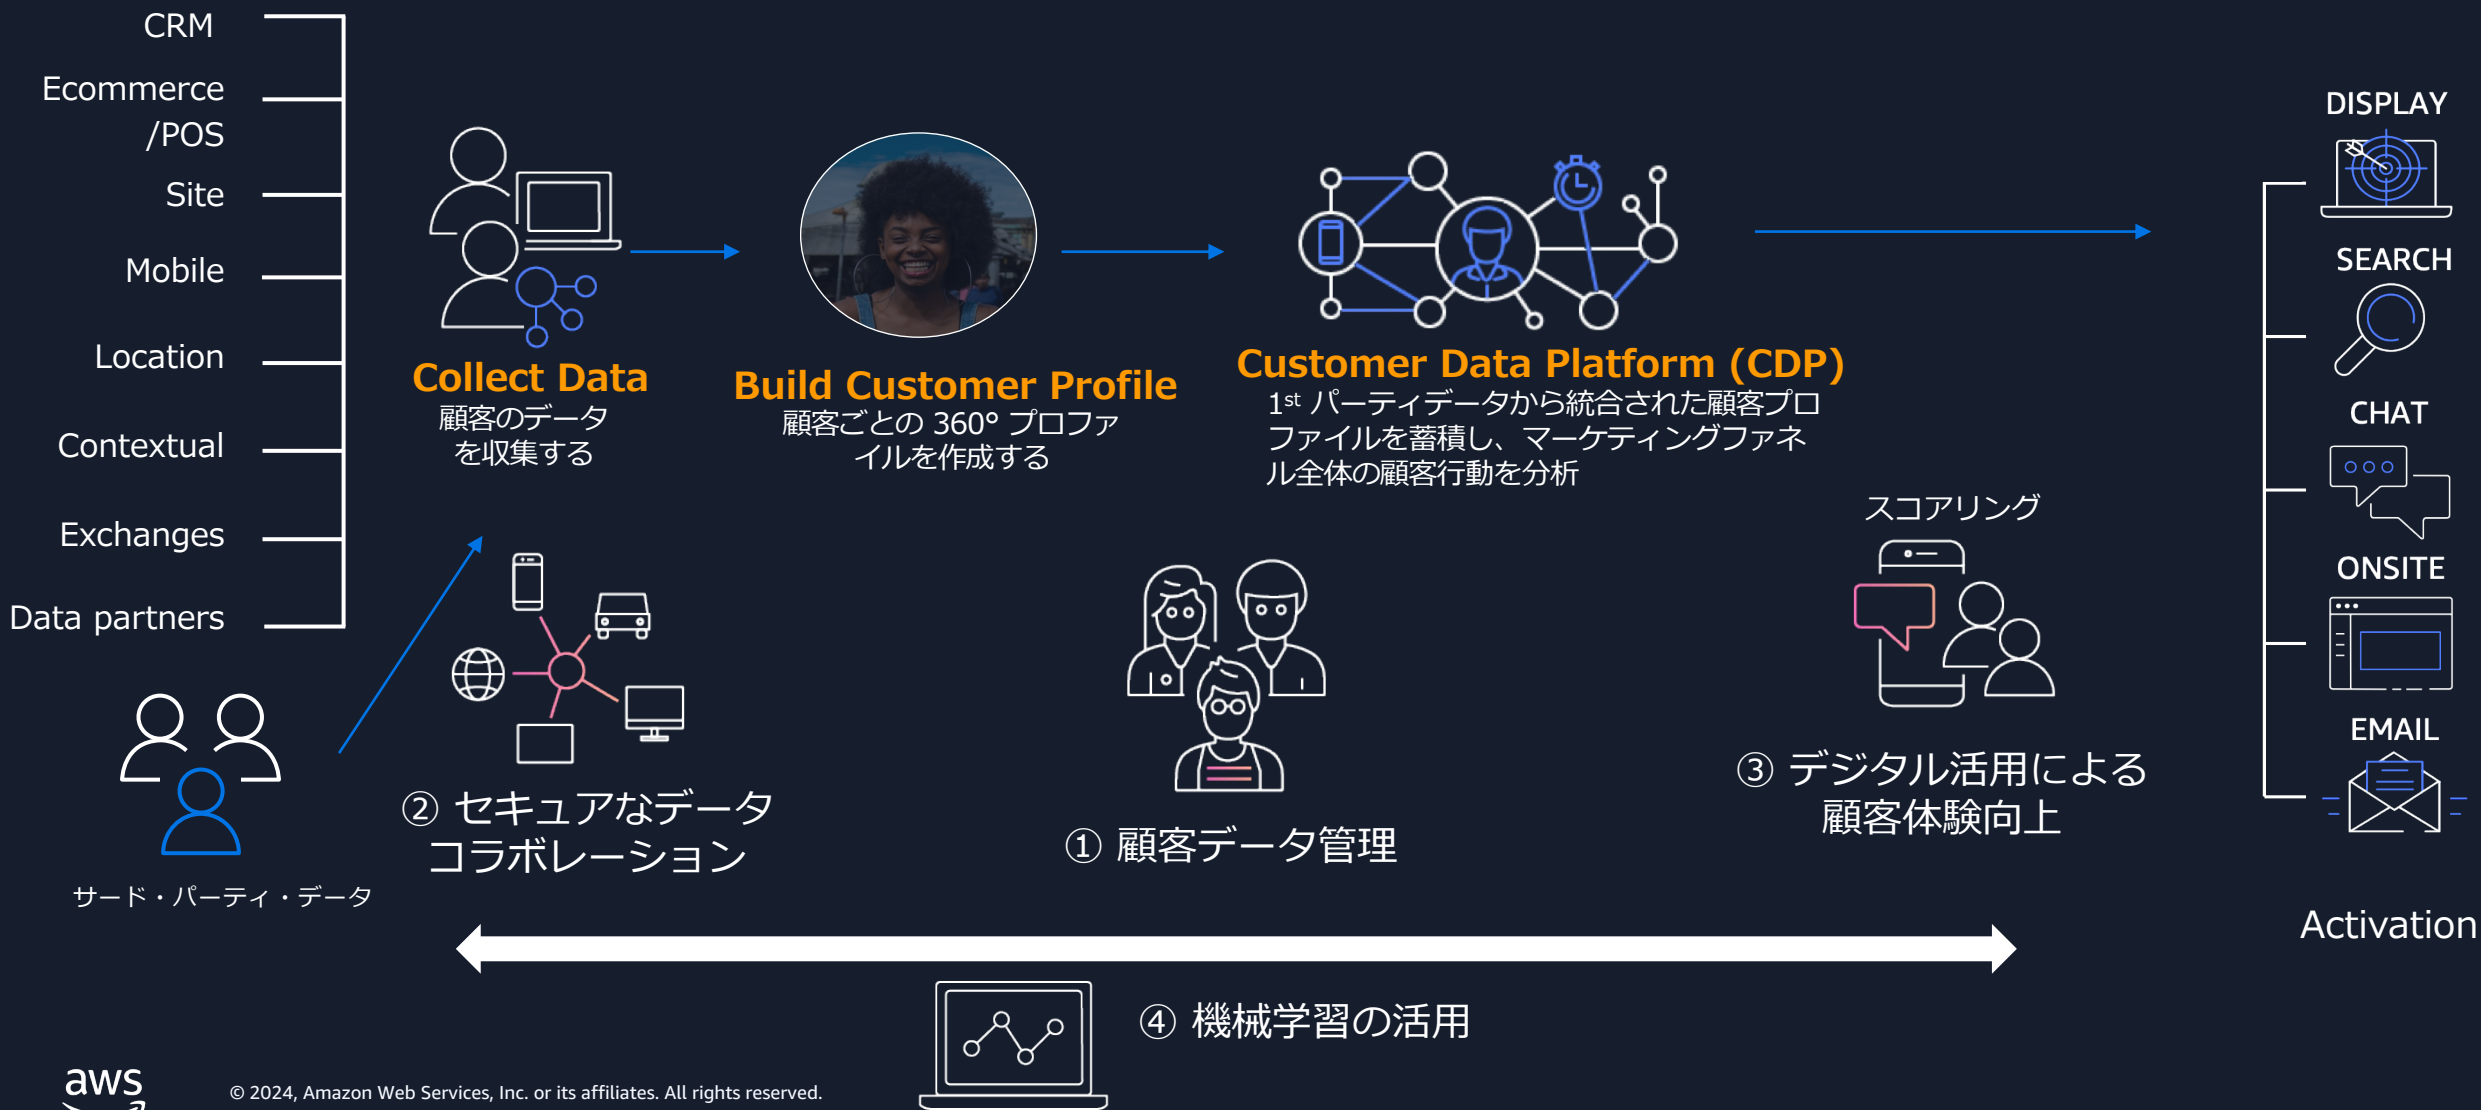 CRM
Ecommerce
/POS
Site
Mobile
Location
Contextual
Exchanges
Data partners
サード・パーティ・データ
Collect Data
顧客のデータ
を収集する
Build Customer Profile
顧客ごとの 360° プロファ
イルを作成する
Customer Data Platform (CDP)
1st パーティデータから統合された顧客プロ
ファイルを蓄積し、マーケティングファネ
ル全体の顧客行動を分析
スコアリング
② セキュアなデータ
コラボレーション
① 顧客データ管理
③ デジタル活用による
顧客体験向上
DISPLAY
SEARCH
CHAT
ONSITE
EMAIL
Activation
④ 機械学習の活用
aws
© 2024, Amazon Web Services, Inc. or its affiliates. All rights reserved.